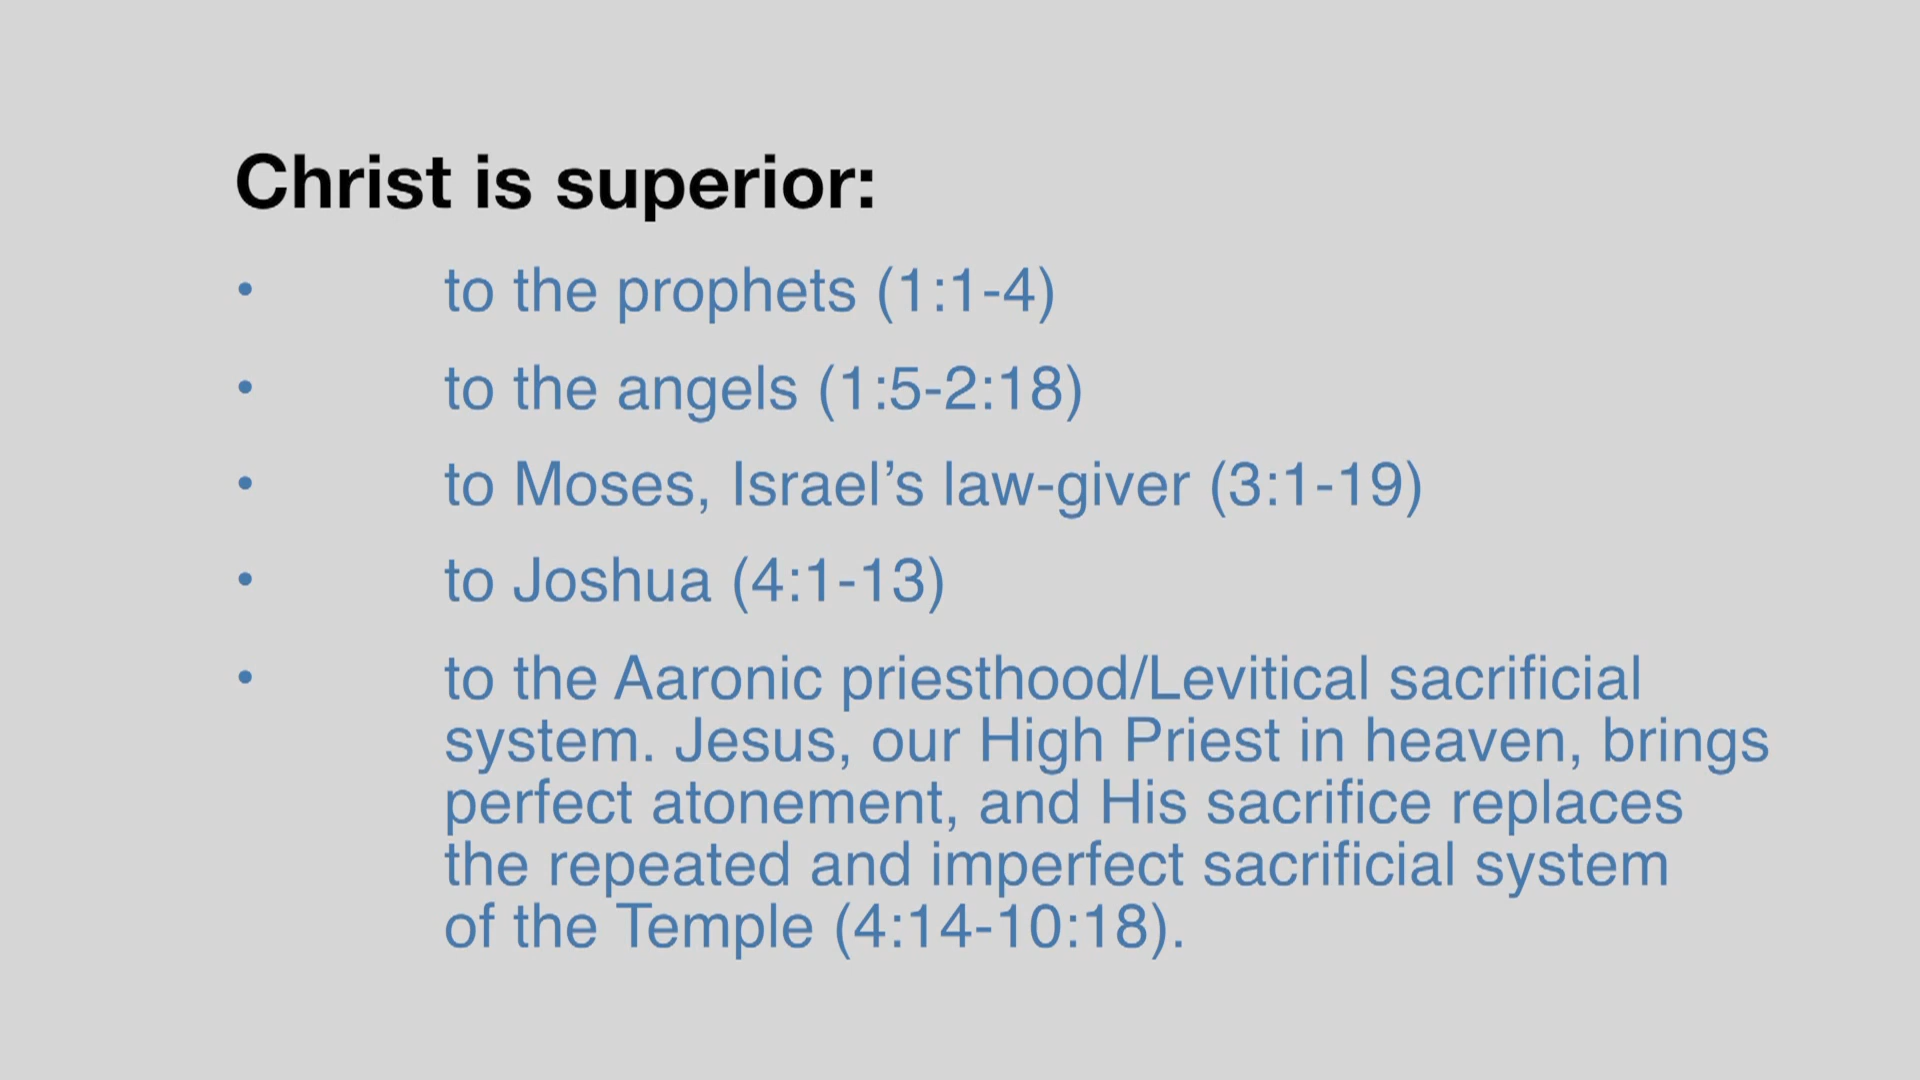 Christ is superior:
• to the prophets (1:1-4)
• to the angels (1:5-2:18)
• to Moses, Israel’s law-giver (3:1-19)
• to Joshua (4:1-13)
• to the Aaronic priesthood/Levitical sacrificial
system. Jesus, our High Priest in heaven, brings
perfect atonement, and His sacrifice replaces
the repeated and imperfect sacrificial system
of the Temple (4:14-10:18).